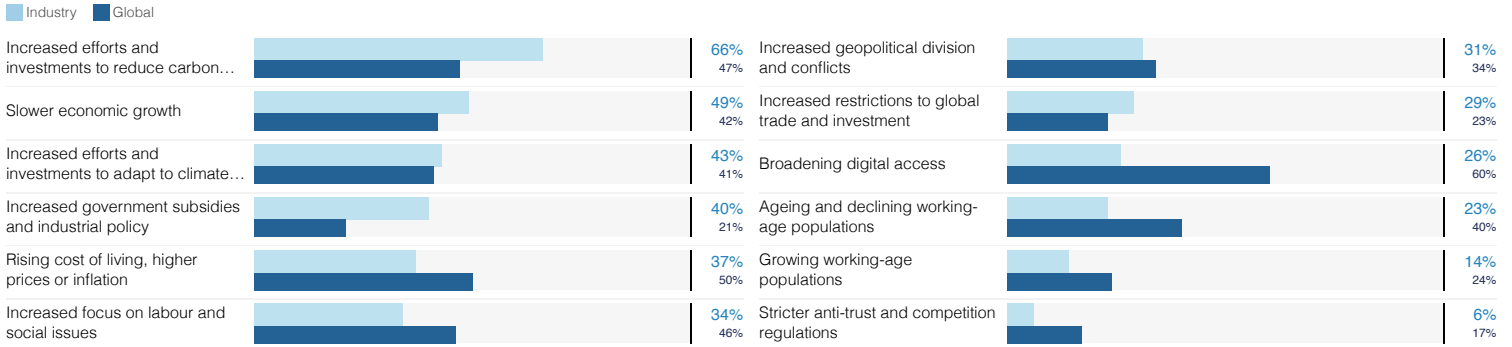 Industry Global
Increased efforts and
investments to reduce carbon…
66%
47%
Slower economic growth
49%
42%
Increased efforts and
investments to adapt to climate…
43%
41%
Increased government subsidies
and industrial policy
40%
21%
Rising cost of living, higher
prices or inflation
37%
50%
Increased focus on labour and
social issues
34%
46%
Increased geopolitical division
and conflicts
31%
34%
Increased restrictions to global
trade and investment
29%
23%
Broadening digital access
26%
60%
Ageing and declining working-
age populations
23%
40%
Growing working-age
populations
14%
24%
Stricter anti-trust and competition
regulations
6%
17%